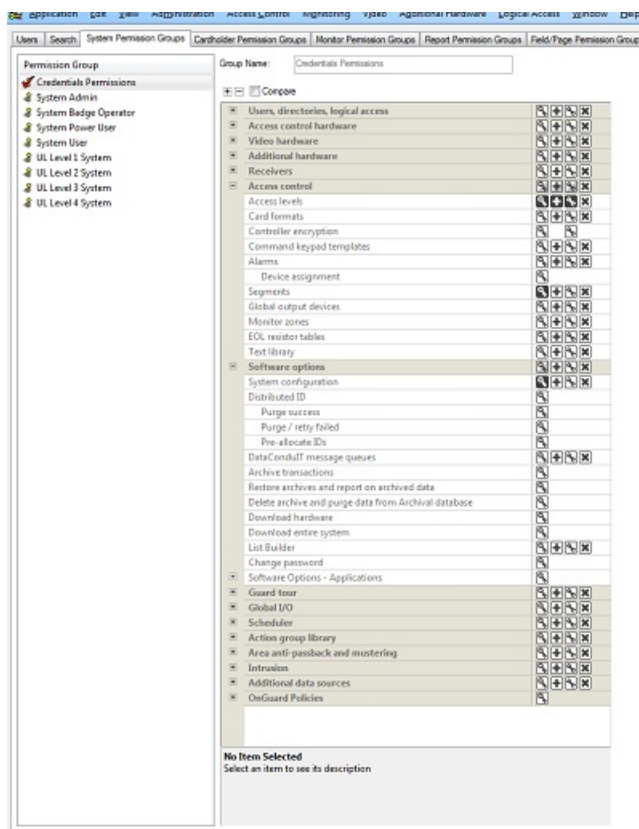 Application Edit View Administration Access Control Monitoring Video Additional Hardware Logical Access Window Help
Users Search System Permission Groups Cardholder Permission Groups Monitor Permission Groups Report Permission Groups Field/Page Permission Group
Permission Group
Credentials Permissions
System Admin
System Badge Operator
System Power User
System User
UL Level 1 System
UL Level 2 System
UL Level 3 System
UL Level 4 System
Group Name: Credentials Permissions
Compare
Users, directories, logical access
Access control hardware
Video hardware
Additional hardware
Receivers
Access control
Access levels
Card formats
Controller encryption
Command keypad templates
Alarms
Device assignment
Segments
Global output devices
Monitor zones
EOL resistor tables
Text library
Software options
System configuration
Distributed ID
Purge success
Purge / retry failed
Pre-allocate IDs
DataConduIT message queues
Archive transactions
Restore archives and report on archived data
Delete archive and purge data from Archival database
Download hardware
Download entire system
List Builder
Change password
Software Options - Applications
Guard tour
Global I/O
Scheduler
Action group library
Area anti-passback and mustering
Intrusion
Additional data sources
OnGuard Policies
No Item Selected
Select an item to see its description